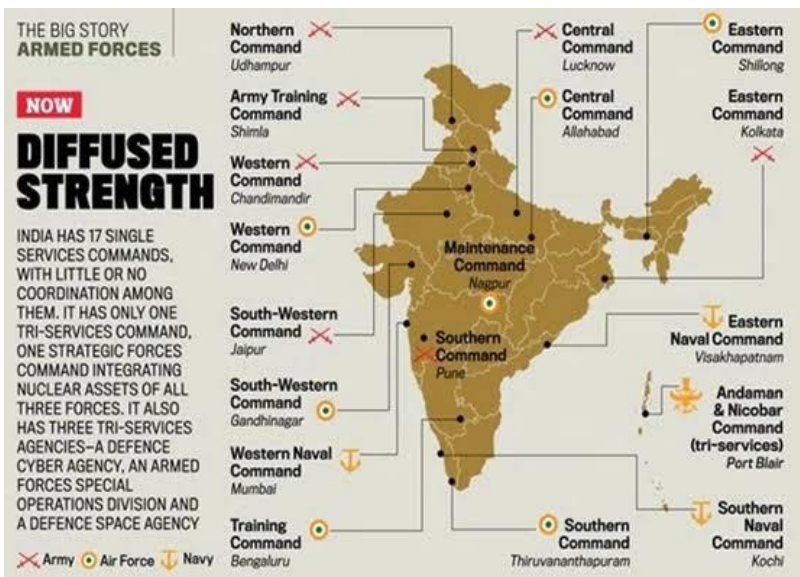 THE BIG STORY
ARMED FORCES
NOW
DIFFUSED
STRENGTH
INDIA HAS 17 SINGLE
SERVICES COMMANDS,
WITH LITTLE OR NO
COORDINATION AMONG
THEM. IT HAS ONLY ONE
TRI-SERVICES COMMAND,
ONE STRATEGIC FORCES
COMMAND INTEGRATING
NUCLEAR ASSETS OF ALL
THREE FORCES. IT ALSO
HAS THREE TRI-SERVICES
AGENCIES—A DEFENCE
CYBER AGENCY, AN ARMED
FORCES SPECIAL
OPERATIONS DIVISION AND
A DEFENCE SPACE AGENCY
Army Air Force Navy
Northern
Command
Udhampur
Army Training
Command
Shimla
Western
Command
Chandimandir
Western
Command
New Delhi
South-Western
Command
Jaipur
South-Western
Command
Gandhinagar
Western Naval
Command
Mumbai
Training
Command
Bengaluru
Central
Command
Lucknow
Central
Command
Allahabad
Eastern
Command
Shillong
Eastern
Command
Kolkata
Maintenance
Command
Nagpur
Southern
Command
Pune
Eastern
Naval Command
Visakhapatnam
Andaman
& Nicobar
Command
(tri-services)
Port Blair
Southern
Naval
Command
Kochi
Southern
Command
Thiruvananthapuram